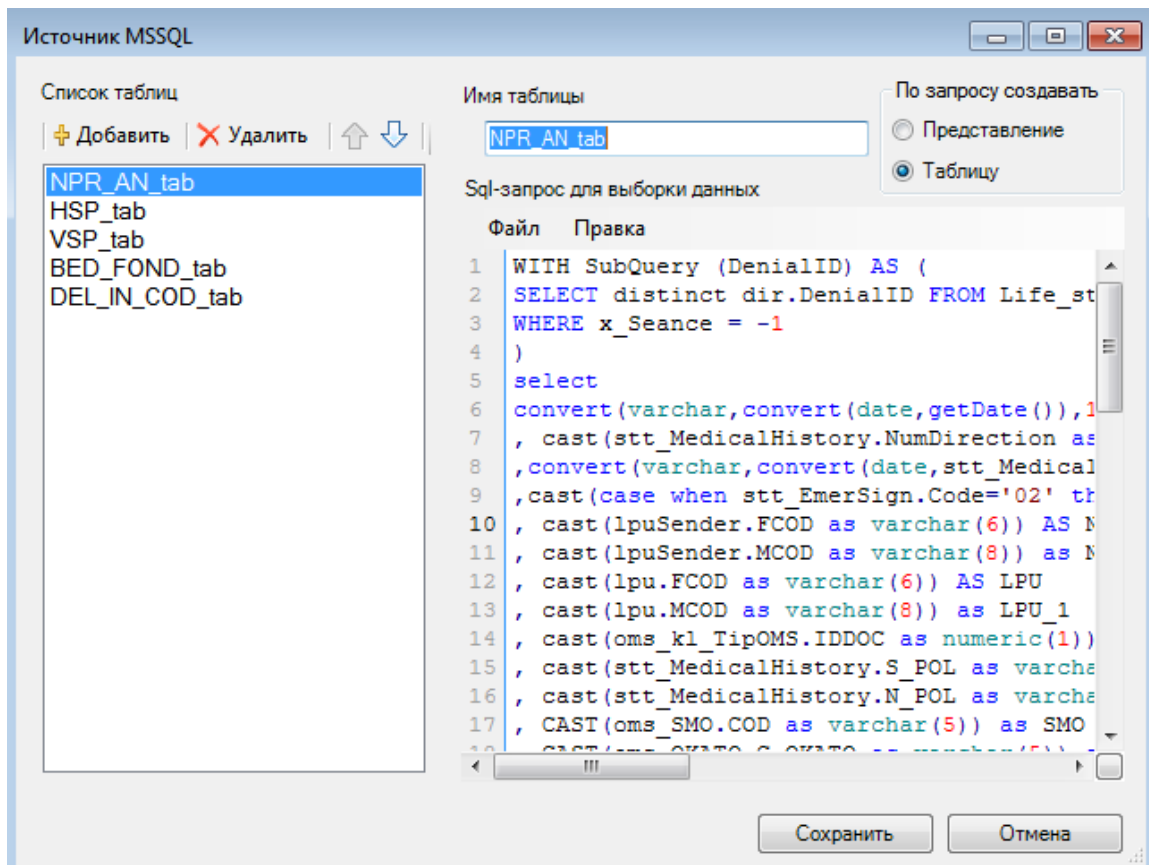 Источник MSSQL
Список таблиц
Добавить Удалить
NPR_AN_tab
HSP_tab
VSP_tab
BED_FOND_tab
DEL_IN_COD_tab
Имя таблицы
NPR_AN_tab
По запросу создавать
Представление
Таблицу
Sql-запрос для выборки данных
Файл Правка
1 WITH SubQuery (DenialID) AS (
2 SELECT distinct dir.DenialID FROM Life_st
3 WHERE x_Seance = -1
4 )
5 select
6 convert(varchar,convert(date,getDate()),1
7 , cast(stt_MedicalHistory.NumDirection as
8 ,convert(varchar,convert(date,stt_Medical
9 ,cast(case when stt_EmerSign.Code='02' th
10 , cast(lpuSender.FCOD as varchar(6)) AS N
11 , cast(lpuSender.MCOD as varchar(8)) as N
12 , cast(lpu.FCOD as varchar(6)) AS LPU
13 , cast(lpu.MCOD as varchar(8)) as LPU_1
14 , cast(oms_kl_TipOMS.IDDOC as numeric(1))
15 , cast(stt_MedicalHistory.S_POL as varcha
16 , cast(stt_MedicalHistory.N_POL as varcha
17 , CAST(oms_SMO.COD as varchar(5)) as SMO
Сохранить Отмена